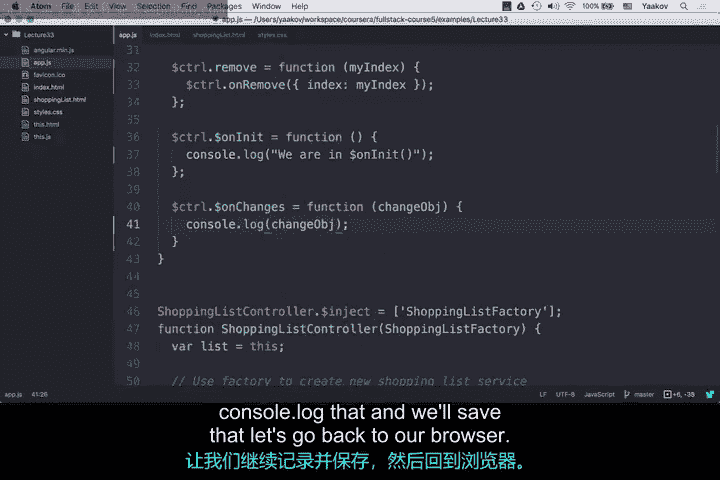 Atom File Edit View Selection Find Packages Window Help
100% Yaakov
app.js — /Users/yaakov/workspace/coursera/fullstack-course5/examples/Lecture33
Lecture33
angular.min.js
app.js
favicon.ico
index.html
shoppingList.html
styles.css
this.html
this.js
app.js index.html shoppingList.html styles.css
31
32 $ctrl.remove = function (myIndex) {
33 $ctrl.onRemove({ index: myIndex });
34 };
35
36 $ctrl.$onInit = function () {
37 console.log("We are in $onInit()");
38 };
39
40 $ctrl.$onChanges = function (changeObj) {
41 console.log(changeObj);
42 }
43 }
44
45
46 ShoppingListController.$inject = ['ShoppingListFactory'];
47 function ShoppingListController(ShoppingListFactory) {
48 var list = this;
49
50 // Use factory to create new shopping list service
app.js 41:26 LF UTF-8 JavaScript master +6, -38
console.log that and we'll save
that let's go back to our browser.
让我们继续记录并保存，然后回到浏览器。